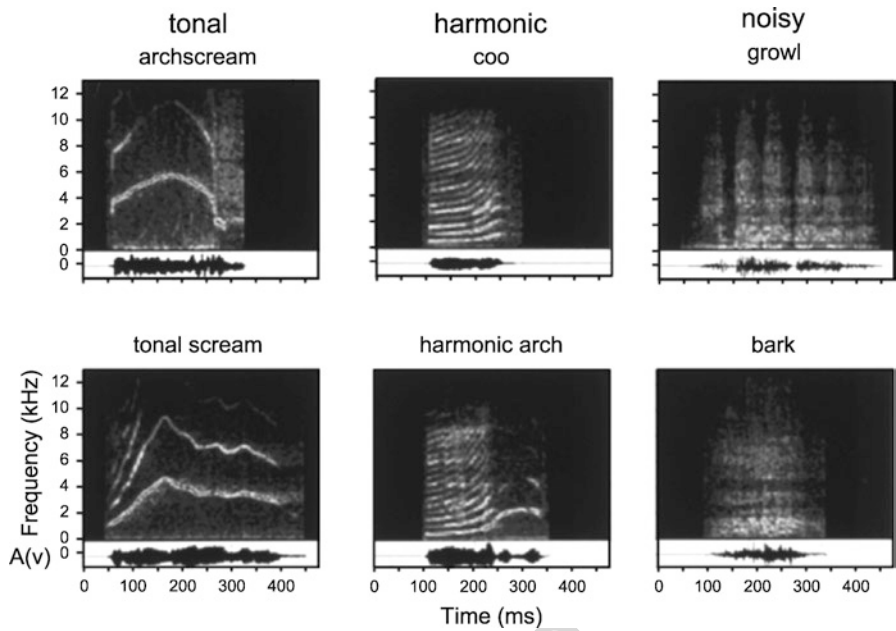 tonal harmonic noisy
archscream coo growl
12
10
8
6
4
2
0
0
tonal scream harmonic arch bark
Frequency (kHz)
12
10
8
6
4
2
0
A(v) 0
0 100 200 300 400 0 100 200 300 400 0 100 200 300 400
Time (ms)